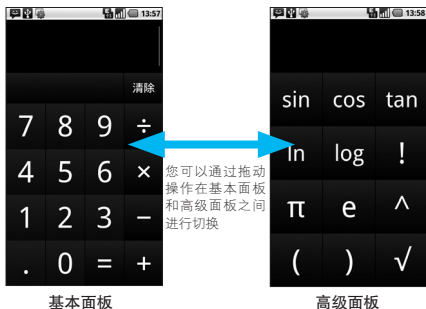 13:57
清除
7 8 9 ÷
4 5 6 ×
1 2 3 −
. 0 = +
基本面板
您可以通过拖动
操作在基本面板
和高级面板之间
进行切换
13:58
sin cos tan
ln log !
π e ^
( ) √
高级面板